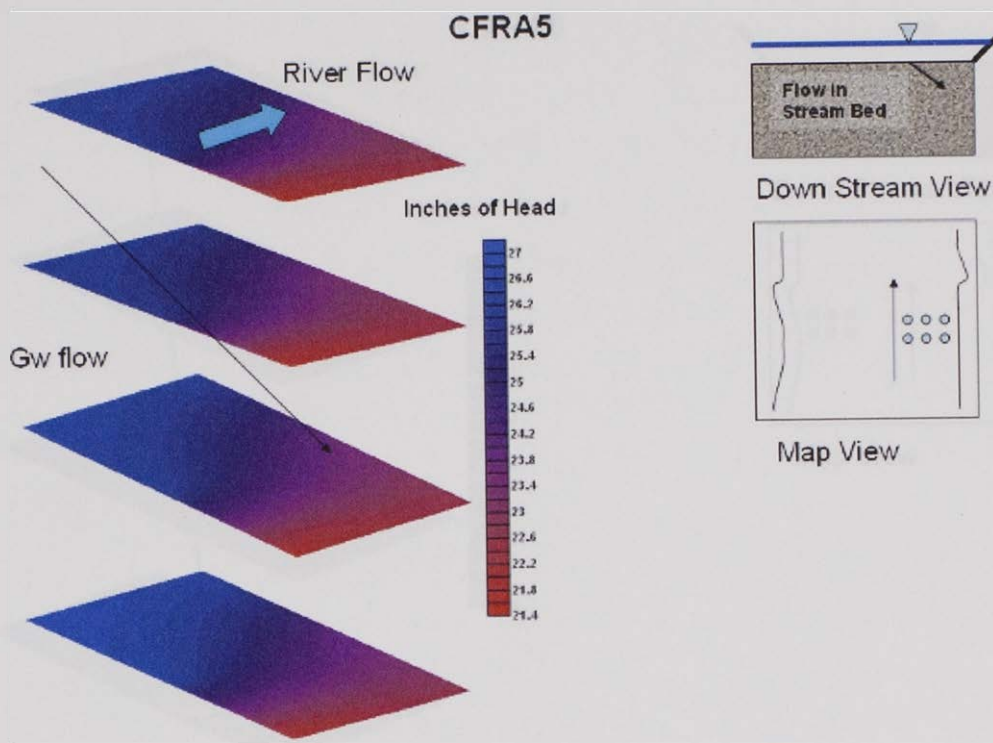 CFRA5
River Flow
Inches of Head
27
26.6
26.2
25.8
25.4
25
24.6
24.2
23.8
23.4
23
22.6
22.2
21.8
21.4
Gw flow
Flow in
Stream Bed
Down Stream View
Map View